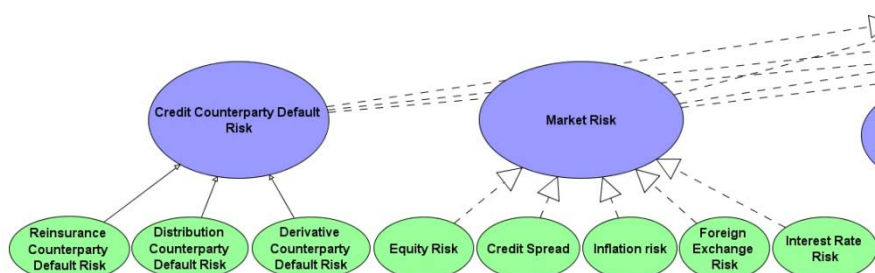 Credit Counterparty Default
Risk
Market Risk
Reinsurance
Counterparty
Default Risk
Distribution
Counterparty
Default Risk
Derivative
Counterparty
Default Risk
Equity Risk
Credit Spread
Inflation risk
Foreign
Exchange
Risk
Interest Rate
Risk